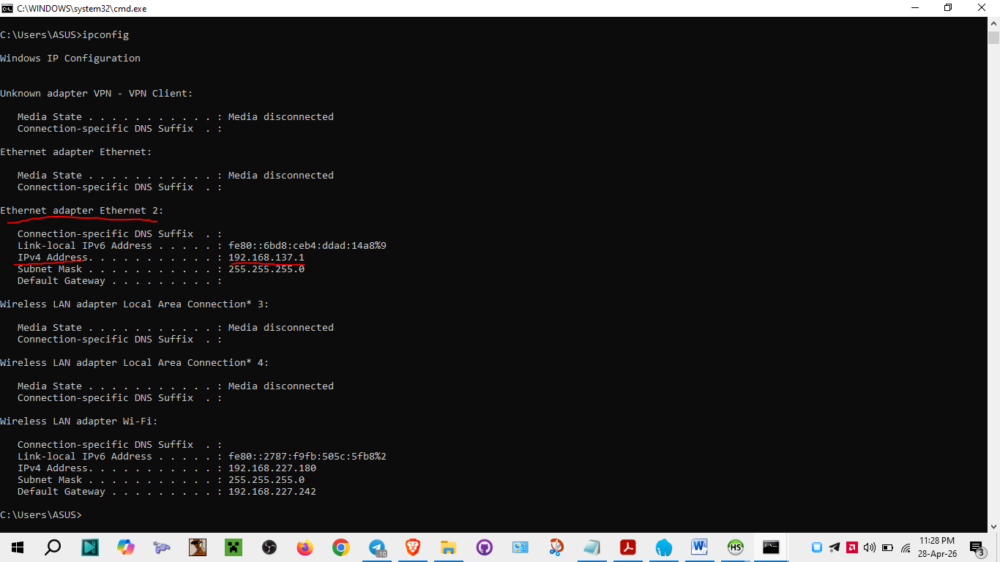 C:\WINDOWS\system32\cmd.exe
C:\Users\ASUS>ipconfig
Windows IP Configuration
Unknown adapter VPN - VPN Client:
Media State . . . . . . . . . . . : Media disconnected
Connection-specific DNS Suffix  . :
Ethernet adapter Ethernet:
Media State . . . . . . . . . . . : Media disconnected
Connection-specific DNS Suffix  . :
Ethernet adapter Ethernet 2:
Connection-specific DNS Suffix  . :
Link-local IPv6 Address . . . . . : fe80::6bd8:ceb4:ddad:14a8%9
IPv4 Address. . . . . . . . . . . : 192.168.137.1
Subnet Mask . . . . . . . . . . . : 255.255.255.0
Default Gateway . . . . . . . . . :
Wireless LAN adapter Local Area Connection* 3:
Media State . . . . . . . . . . . : Media disconnected
Connection-specific DNS Suffix  . :
Wireless LAN adapter Local Area Connection* 4:
Media State . . . . . . . . . . . : Media disconnected
Connection-specific DNS Suffix  . :
Wireless LAN adapter Wi-Fi:
Connection-specific DNS Suffix  . :
Link-local IPv6 Address . . . . . : fe80::2787:f9fb:505c:5fb8%2
IPv4 Address. . . . . . . . . . . : 192.168.227.180
Subnet Mask . . . . . . . . . . . : 255.255.255.0
Default Gateway . . . . . . . . . : 192.168.227.242
C:\Users\ASUS>
10
W
HS
11:28 PM
28-Apr-26
3